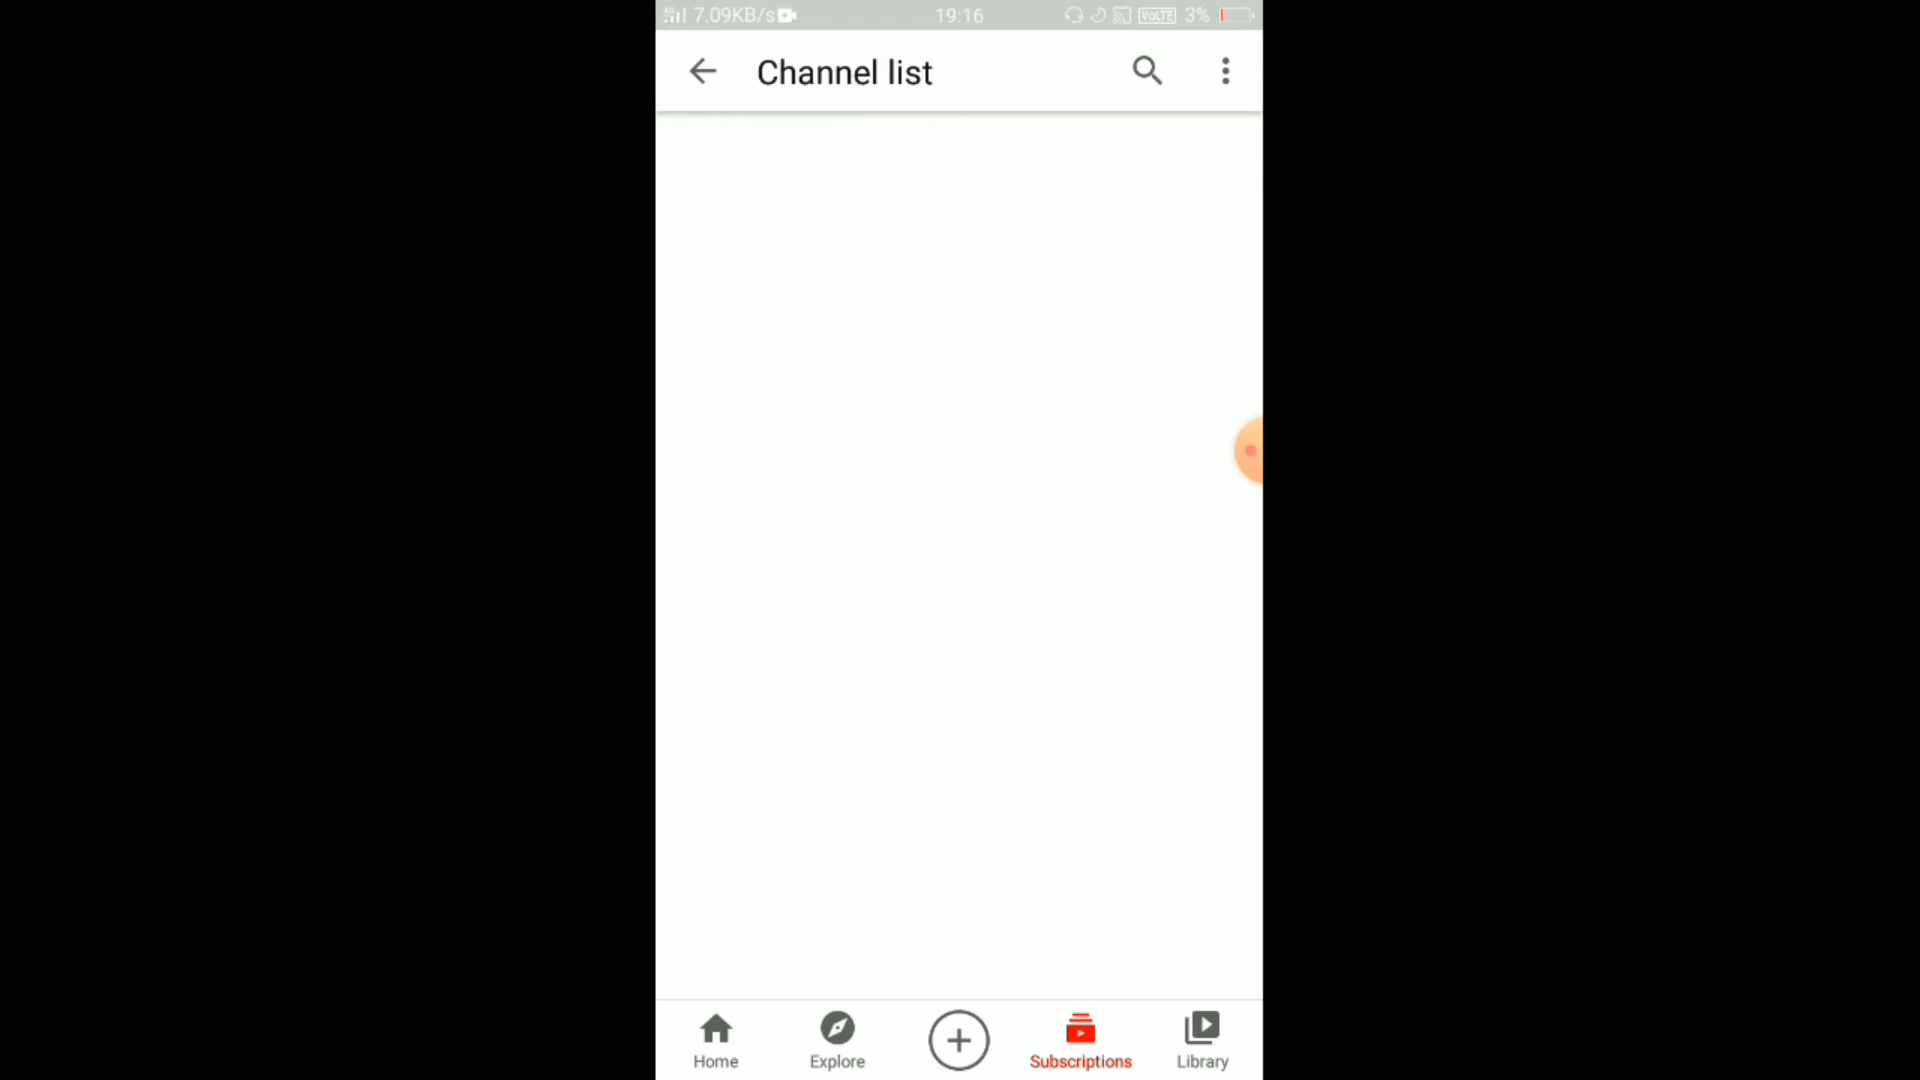 7.09KB/s 19:16 VoLTE 3%
Channel list
Home Explore Subscriptions Library